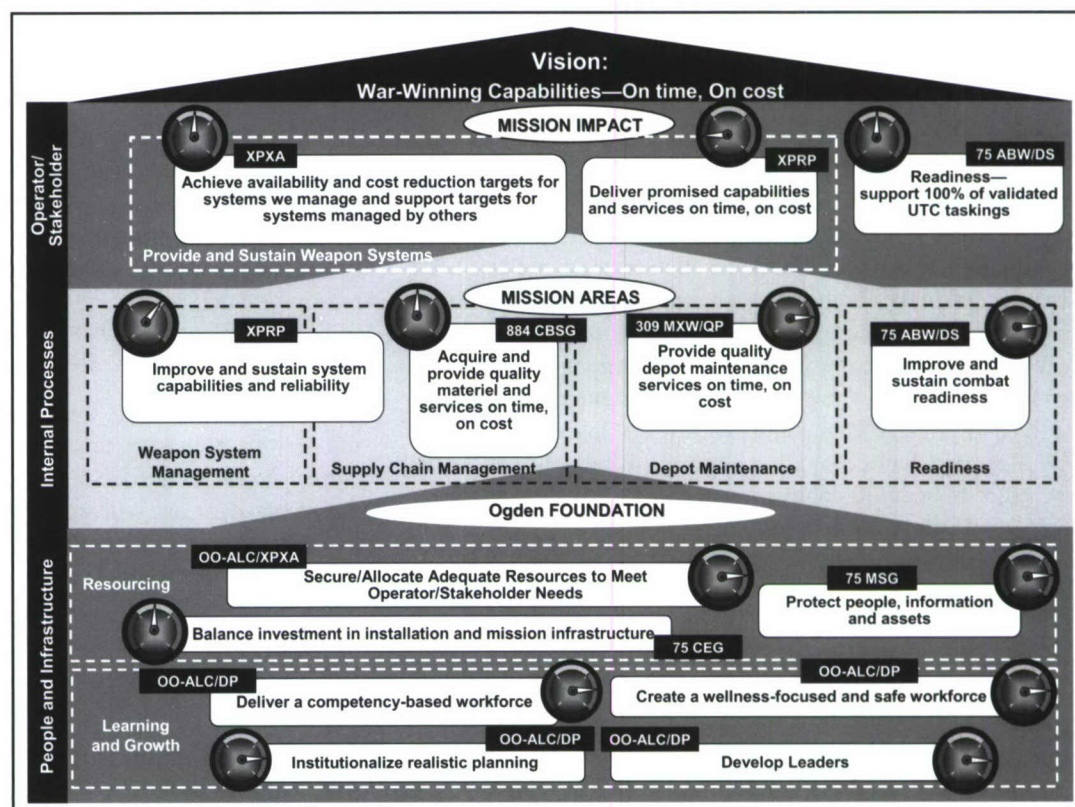 Vision:
War-Winning Capabilities—On time, On cost
Operator/
Stakeholder
MISSION IMPACT
XPXA
Achieve availability and cost reduction targets for
systems we manage and support targets for
systems managed by others
XPRP
Deliver promised capabilities
and services on time, on cost
75 ABW/DS
Readiness—
support 100% of validated
UTC taskings
Provide and Sustain Weapon Systems
Internal Processes
MISSION AREAS
XPRP
Improve and sustain system
capabilities and reliability
Weapon System
Management
884 CBSG
Acquire and
provide quality
materiel and
services on time,
on cost
Supply Chain Management
309 MXW/QP
Provide quality
depot maintenance
services on time, on
cost
Depot Maintenance
75 ABW/DS
Improve and
sustain combat
readiness
Readiness
People and Infrastructure
Ogden FOUNDATION
Resourcing
OO-ALC/XPXA
Secure/Allocate Adequate Resources to Meet
Operator/Stakeholder Needs
75 MSG
Protect people, information
and assets
Balance investment in installation and mission infrastructure
75 CEG
Learning
and Growth
OO-ALC/DP
Deliver a competency-based workforce
OO-ALC/DP
Create a wellness-focused and safe workforce
OO-ALC/DP
Institutionalize realistic planning
OO-ALC/DP
Develop Leaders